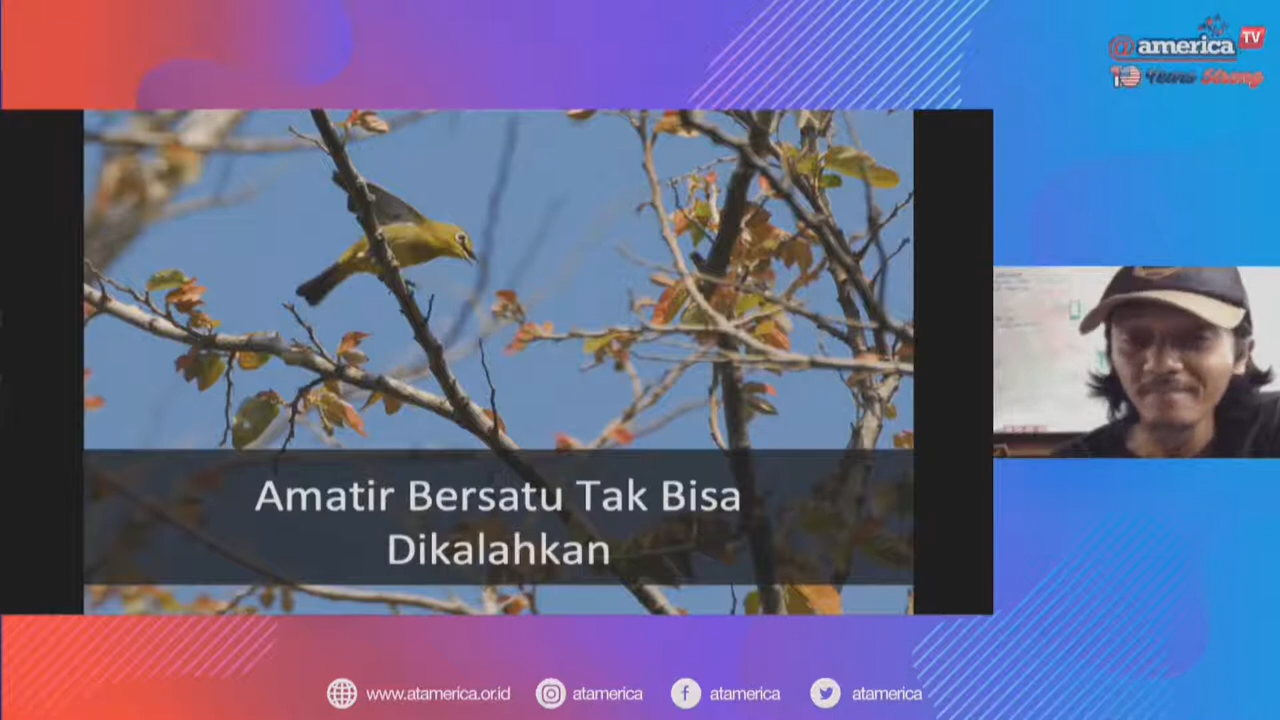 @america TV
10 Years Strong
Amatir Bersatu Tak Bisa
Dikalahkan
www.atamerica.or.id
atamerica
atamerica
atamerica